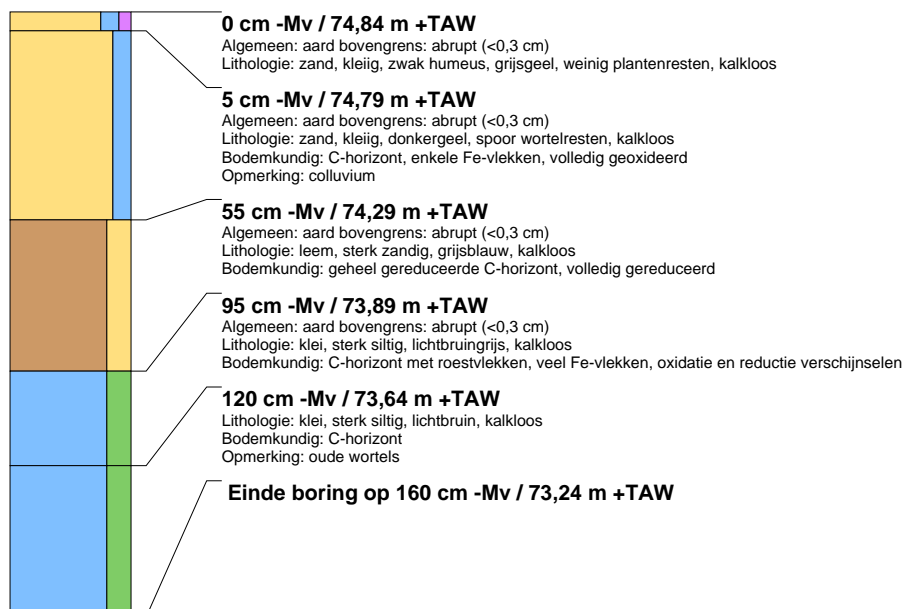 0 cm -Mv / 74,84 m +TAW
Algemeen: aard bovengrens: abrupt (<0,3 cm)
Lithologie: zand, kleiig, zwak humeus, grijsgeel, weinig plantenresten, kalkloos
5 cm -Mv / 74,79 m +TAW
Algemeen: aard bovengrens: abrupt (<0,3 cm)
Lithologie: zand, kleiig, donkergeel, spoor wortelresten, kalkloos
Bodemkundig: C-horizont, enkele Fe-vlekken, volledig geoxideerd
Opmerking: colluvium
55 cm -Mv / 74,29 m +TAW
Algemeen: aard bovengrens: abrupt (<0,3 cm)
Lithologie: leem, sterk zandig, grijsblauw, kalkloos
Bodemkundig: geheel gereduceerde C-horizont, volledig gereduceerd
95 cm -Mv / 73,89 m +TAW
Algemeen: aard bovengrens: abrupt (<0,3 cm)
Lithologie: klei, sterk siltig, lichtbruingrijs, kalkloos
Bodemkundig: C-horizont met roestvlekken, veel Fe-vlekken, oxidatie en reductie verschijnselen
120 cm -Mv / 73,64 m +TAW
Lithologie: klei, sterk siltig, lichtbruin, kalkloos
Bodemkundig: C-horizont
Opmerking: oude wortels
Einde boring op 160 cm -Mv / 73,24 m +TAW